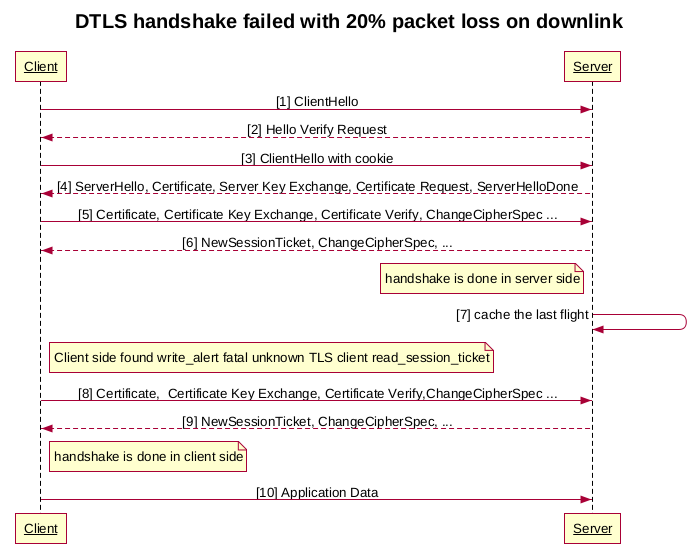 DTLS handshake failed with 20% packet loss on downlink
Client
Server
[1] ClientHello
[2] Hello Verify Request
[3] ClientHello with cookie
[4] ServerHello, Certificate, Server Key Exchange, Certificate Request, ServerHelloDone
[5] Certificate, Certificate Key Exchange, Certificate Verify, ChangeCipherSpec ...
[6] NewSessionTicket, ChangeCipherSpec, ...
handshake is done in server side
[7] cache the last flight
Client side found write_alert fatal unknown TLS client read_session_ticket
[8] Certificate,  Certificate Key Exchange, Certificate Verify,ChangeCipherSpec ...
[9] NewSessionTicket, ChangeCipherSpec, ...
handshake is done in client side
[10] Application Data
Client
Server